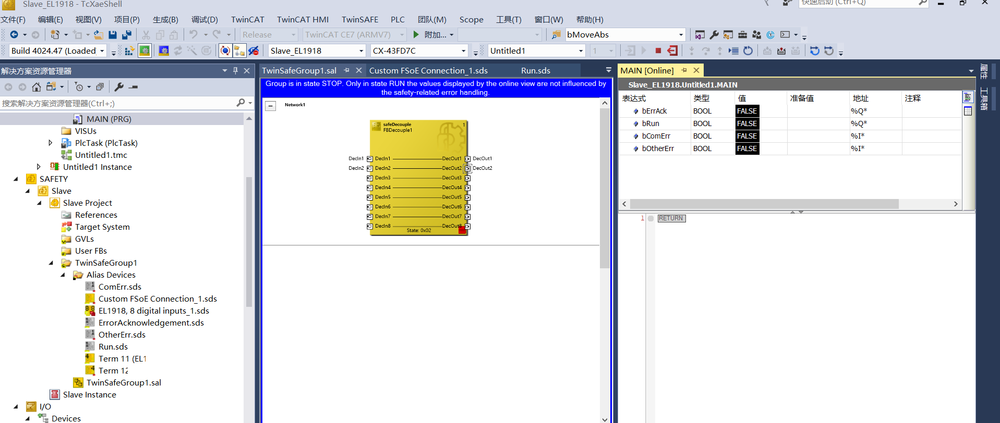 Slave_EL1918 - TcXaeShell
快速启动 (Ctrl+Q)
文件(F) 编辑(E) 视图(V) 项目(P) 生成(B) 调试(D) TwinCAT TwinCAT HMI TwinSAFE PLC 团队(M) Scope 工具(T) 窗口(W) 帮助(H)
Release TwinCAT CE7 (ARMV7) 附加... bMoveAbs
Build 4024.47 (Loaded) Slave_EL1918 CX-43FD7C Untitled1 1
解决方案资源管理器
搜索解决方案资源管理器(Ctrl+;)
MAIN (PRG)
VISUs
PlcTask (PlcTask)
Untitled1.tmc
Untitled1 Instance
SAFETY
Slave
Slave Project
References
Target System
GVLs
User FBs
TwinSafeGroup1
Alias Devices
ComErr.sds
Custom FSoE Connection_1.sds
EL1918, 8 digital inputs_1.sds
ErrorAcknowledgement.sds
OtherErr.sds
Run.sds
Term 11 (EL1
Term 12
TwinSafeGroup1.sal
Slave Instance
I/O
Devices
TwinSafeGroup1.sal Custom FSoE Connection_1.sds Run.sds
Group is in state STOP. Only in state RUN the values displayed by the online view are not influenced by
the safety-related error handling.
Network1
safeDecouple 1
FBDecouple1
DecIn1 DecIn1 DecOut1 DecOut1
DecIn2 DecIn2 DecOut2 DecOut2
DecIn3 DecOut3
DecIn4 DecOut4
DecIn5 DecOut5
DecIn6 DecOut6
DecIn7 DecOut7
DecIn8 DecOut8
State: 0x02
MAIN [Online]
Slave_EL1918.Untitled1.MAIN
表达式 类型 值 准备值 地址 注释
bErrAck BOOL FALSE %Q*
bRun BOOL FALSE %Q*
bComErr BOOL FALSE %I*
bOtherErr BOOL FALSE %I*
1 RETURN
属性
工具箱